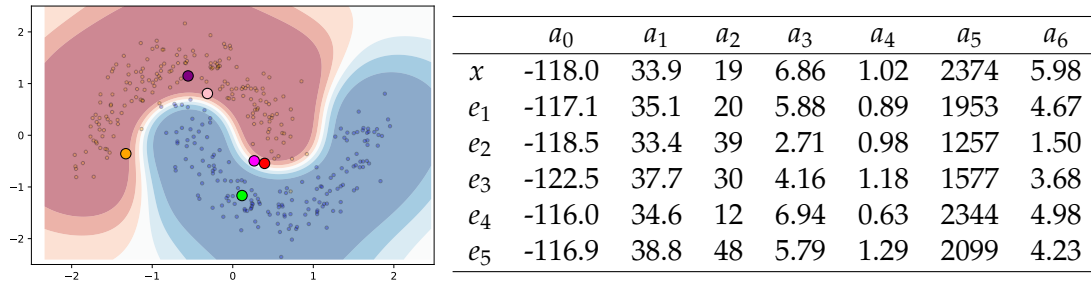 2
1
0
−1
−2
−2 −1 0 1 2
a0 a1 a2 a3 a4 a5 a6
x -118.0 33.9 19 6.86 1.02 2374 5.98
e1 -117.1 35.1 20 5.88 0.89 1953 4.67
e2 -118.5 33.4 39 2.71 0.98 1257 1.50
e3 -122.5 37.7 30 4.16 1.18 1577 3.68
e4 -116.0 34.6 12 6.94 0.63 2344 4.98
e5 -116.9 38.8 48 5.79 1.29 2099 4.23